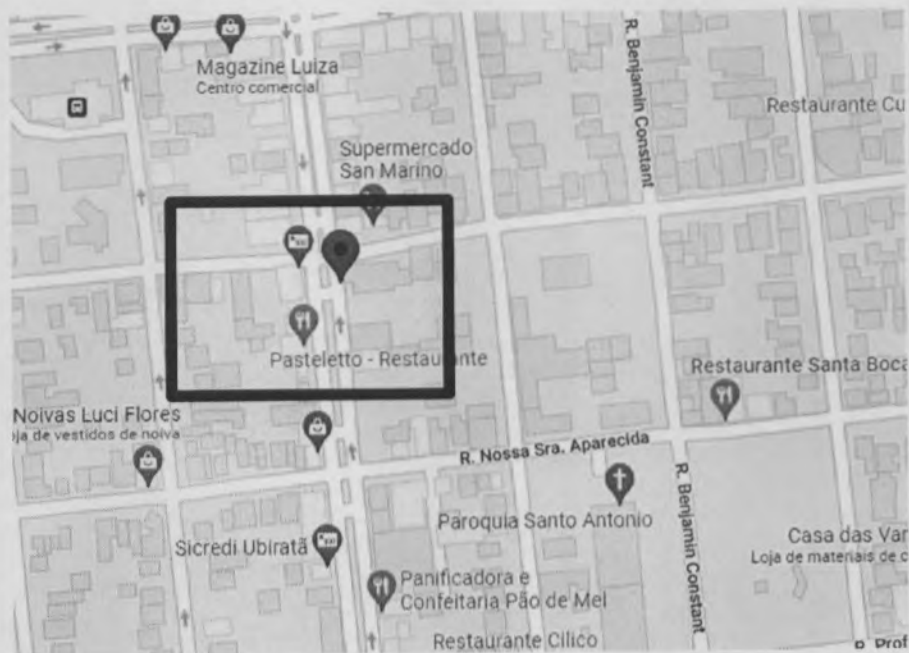 Magazine Luiza
Centro comercial
R. Benjamin Constant
Restaurante Cu
Supermercado
San Marino
Pasteletto - Restaurante
Restaurante Santa Boca
Noivas Luci Flores
oja de vestidos de noiva
R. Nossa Sra. Aparecida
R. Benjamin Constant
Paroquia Santo Antonio
Sicredi Ubiratã
Casa das Var
Loja de materiais de c
Panificadora e
Confeitaria Pão de Mel
Restaurante Cilico
R. Prof